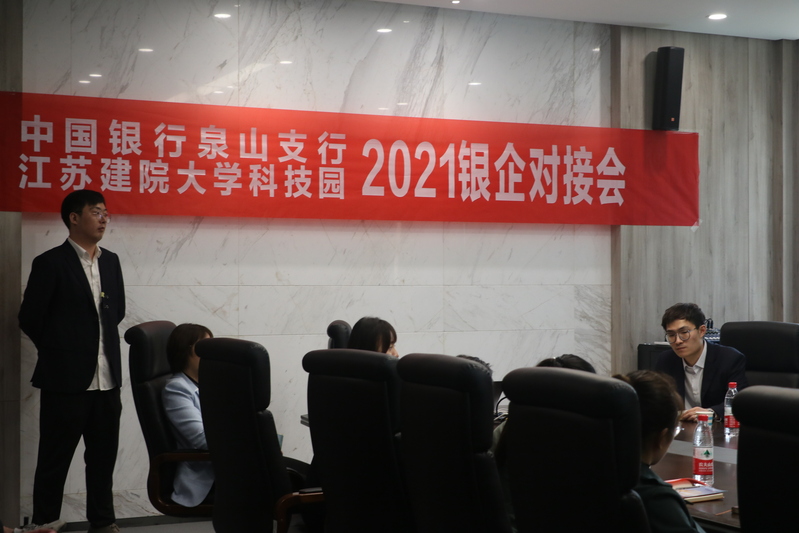 中国银行泉山支行
江苏建院大学科技园
2021银企对接会